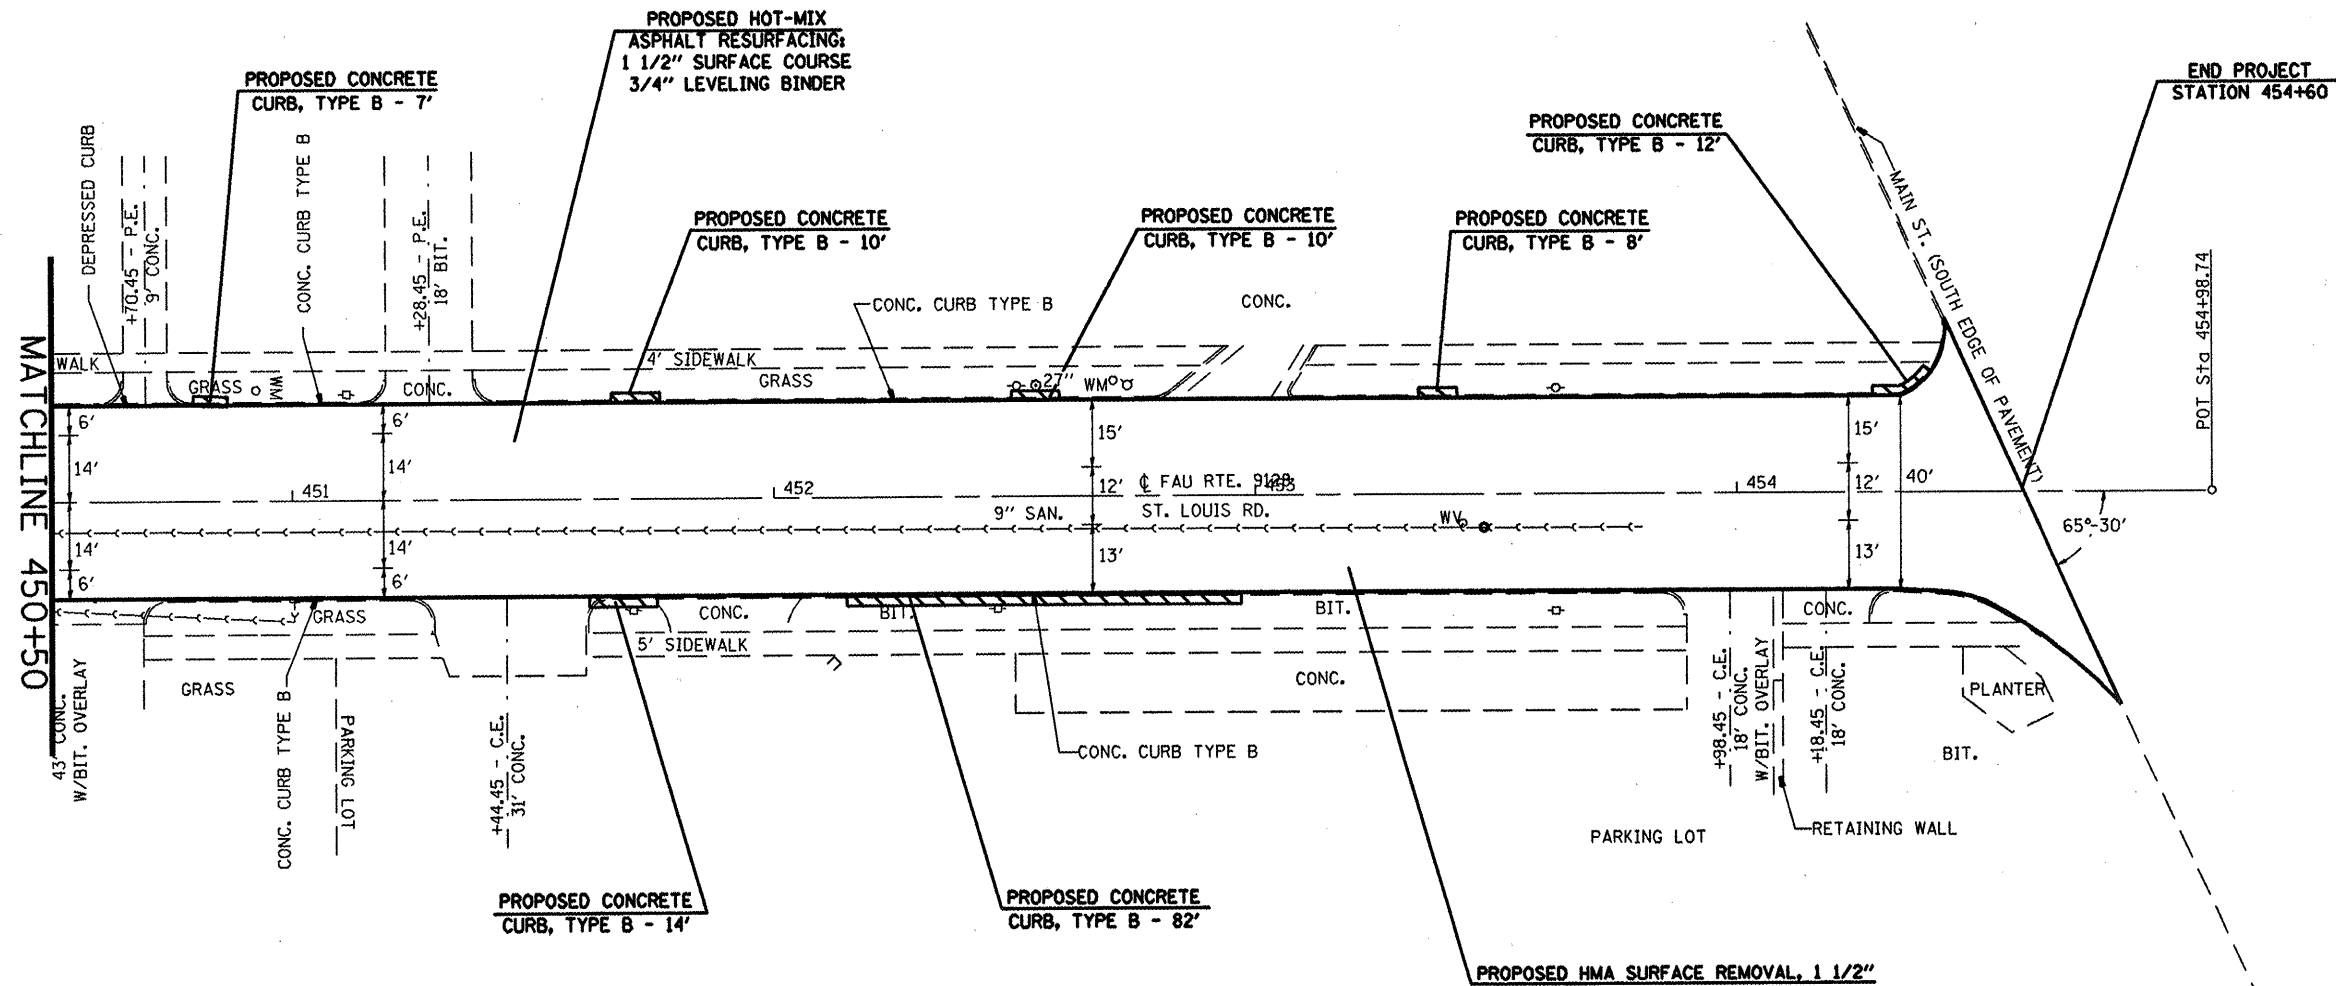 PROPOSED HOT-MIX
ASPHALT RESURFACING:
1 1/2" SURFACE COURSE
3/4" LEVELING BINDER
PROPOSED CONCRETE
CURB, TYPE B - 7'
END PROJECT
STATION 454+60
PROPOSED CONCRETE
CURB, TYPE B - 12'
PROPOSED CONCRETE
CURB, TYPE B - 10'
PROPOSED CONCRETE
CURB, TYPE B - 10'
PROPOSED CONCRETE
CURB, TYPE B - 8'
DEPRESSED CURB
+70.45 - P.E.
9' CONC.
CONC. CURB TYPE B
+28.45 - P.E.
18' BIT.
CONC. CURB TYPE B
CONC.
MAIN ST. (SOUTH EDGE OF PAVEMENT)
POT Sta 454+98.74
MATCHLINE 450+50
WALK
4' SIDEWALK
GRASS
WM
CONC.
GRASS
27"
WM
6'
14'
14'
6'
6'
14'
14'
6'
15'
12'
13'
15'
12'
13'
40'
451
452
453
454
℄ FAU RTE. 9128
ST. LOUIS RD.
9" SAN.
WV
65°-30'
GRASS
CONC.
BIT.
BIT.
CONC.
5' SIDEWALK
GRASS
CONC.
PLANTER
43' CONC.
W/BIT. OVERLAY
CONC. CURB TYPE B
PARKING LOT
+44.45 - C.E.
31' CONC.
CONC. CURB TYPE B
+98.45 - C.E.
18' CONC.
W/BIT. OVERLAY
+18.45 - C.E.
18' CONC.
BIT.
PARKING LOT
RETAINING WALL
PROPOSED CONCRETE
CURB, TYPE B - 14'
PROPOSED CONCRETE
CURB, TYPE B - 82'
PROPOSED HMA SURFACE REMOVAL, 1 1/2"